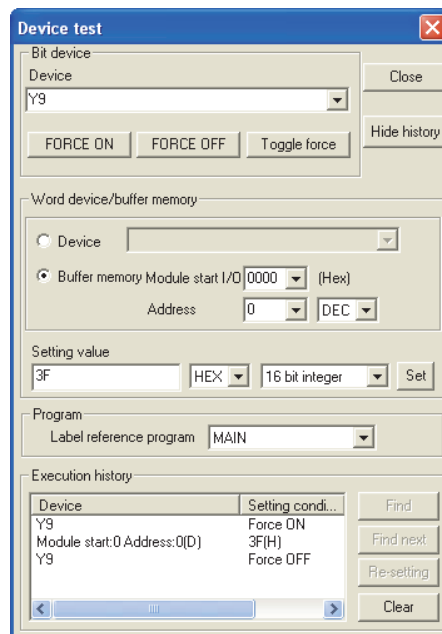 Device test
Bit device
Device
Close
Y9
FORCE ON FORCE OFF Toggle force
Hide history
Word device/buffer memory
Device
Buffer memory Module start I/O 0000 (Hex)
Address 0 DEC
Setting value
3F HEX 16 bit integer Set
Program
Label reference program MAIN
Execution history
Device Setting condi...
Y9 Force ON
Module start:0 Address:0(D) 3F(H)
Y9 Force OFF
Find
Find next
Re-setting
Clear